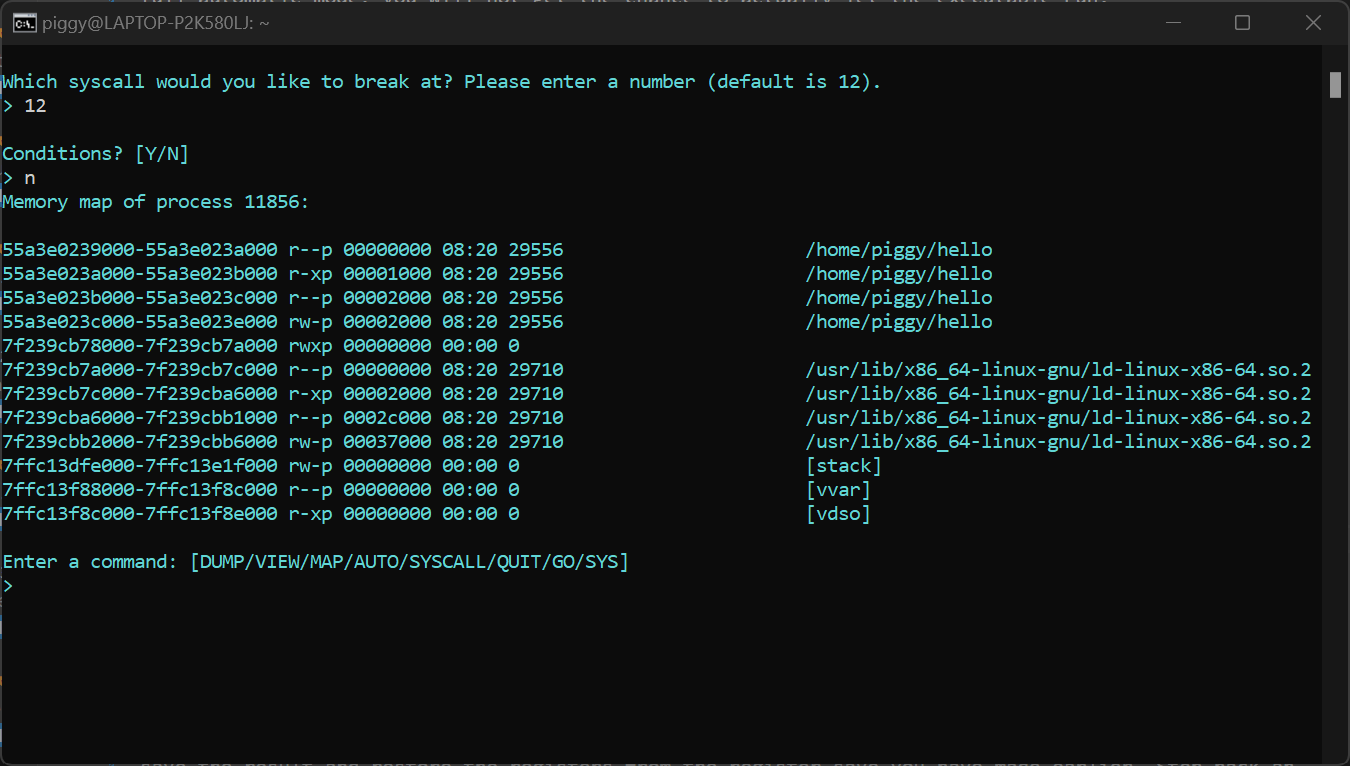 piggy@LAPTOP-P2K580LJ: ~
Which syscall would you like to break at? Please enter a number (default is 12).
> 12
Conditions? [Y/N]
> n
Memory map of process 11856:
55a3e0239000-55a3e023a000 r--p 00000000 08:20 29556 /home/piggy/hello
55a3e023a000-55a3e023b000 r-xp 00001000 08:20 29556 /home/piggy/hello
55a3e023b000-55a3e023c000 r--p 00002000 08:20 29556 /home/piggy/hello
55a3e023c000-55a3e023e000 rw-p 00002000 08:20 29556 /home/piggy/hello
7f239cb78000-7f239cb7a000 rwxp 00000000 00:00 0
7f239cb7a000-7f239cb7c000 r--p 00000000 08:20 29710 /usr/lib/x86_64-linux-gnu/ld-linux-x86-64.so.2
7f239cb7c000-7f239cba6000 r-xp 00002000 08:20 29710 /usr/lib/x86_64-linux-gnu/ld-linux-x86-64.so.2
7f239cba6000-7f239cbb1000 r--p 0002c000 08:20 29710 /usr/lib/x86_64-linux-gnu/ld-linux-x86-64.so.2
7f239cbb2000-7f239cbb6000 rw-p 00037000 08:20 29710 /usr/lib/x86_64-linux-gnu/ld-linux-x86-64.so.2
7ffc13dfe000-7ffc13e1f000 rw-p 00000000 00:00 0 [stack]
7ffc13f88000-7ffc13f8c000 r--p 00000000 00:00 0 [vvar]
7ffc13f8c000-7ffc13f8e000 r-xp 00000000 00:00 0 [vdso]
Enter a command: [DUMP/VIEW/MAP/AUTO/SYSCALL/QUIT/GO/SYS]
>